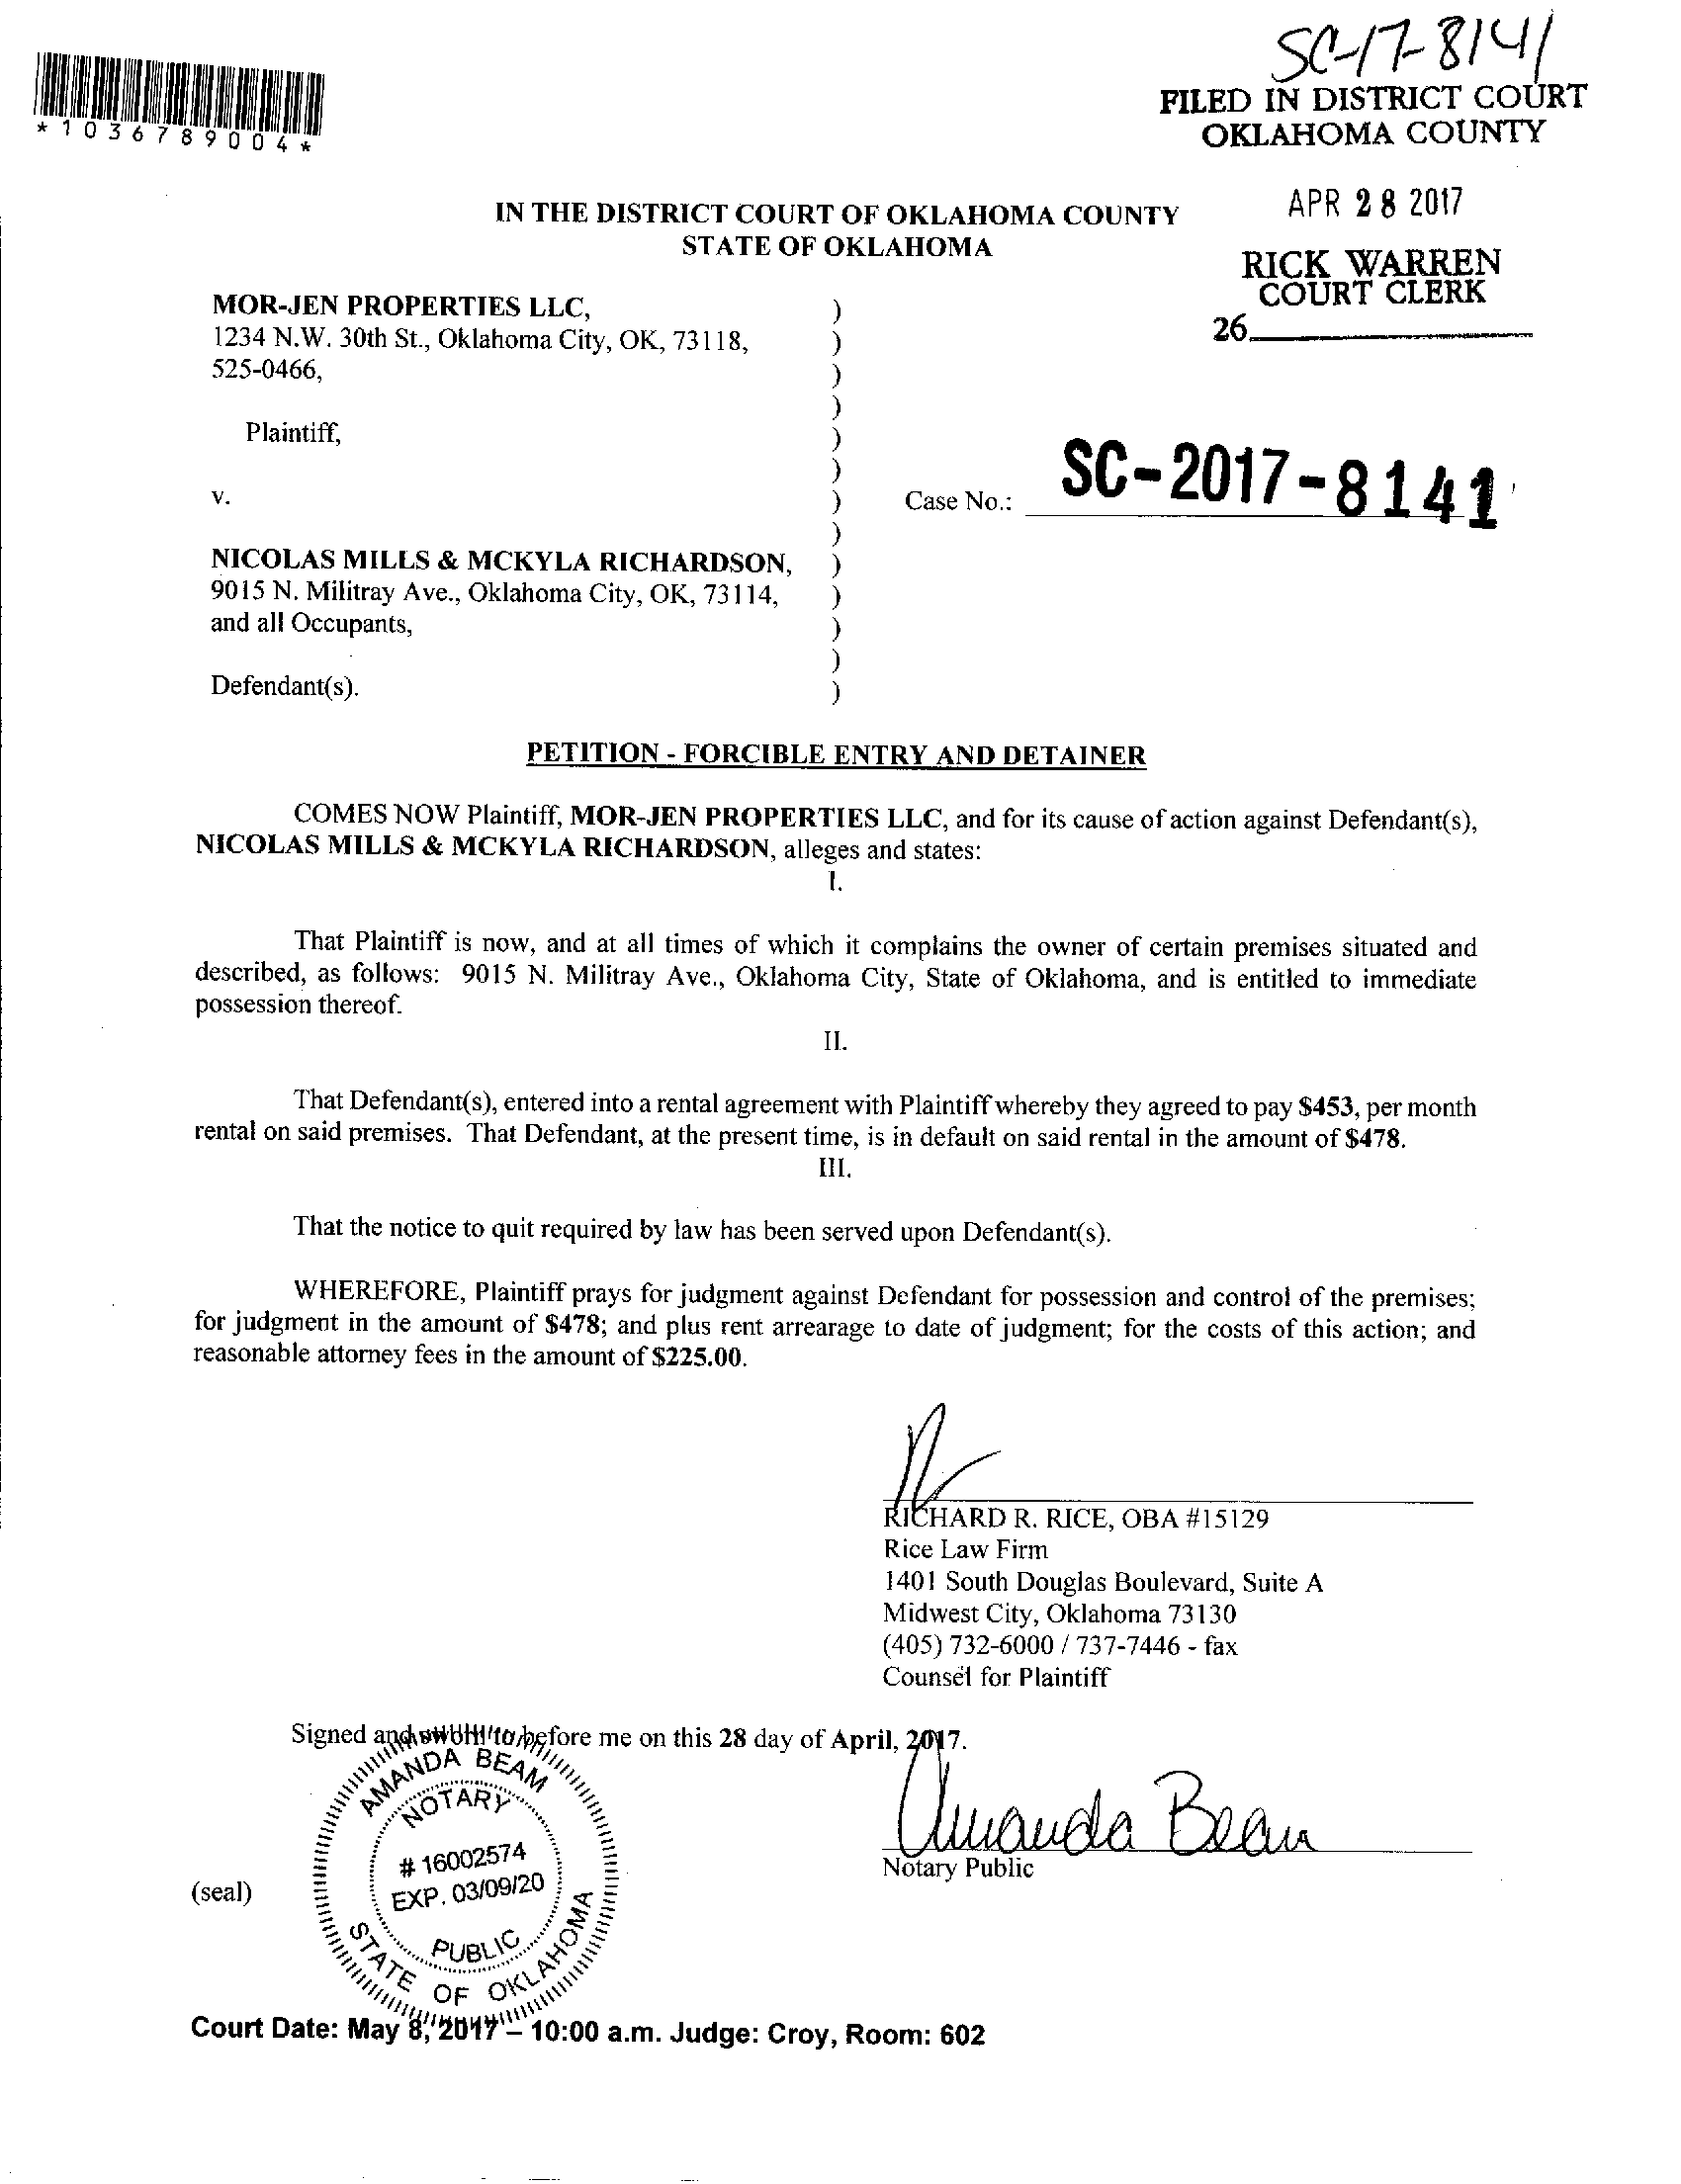 SC-17-8141
FILED IN DISTRICT COURT
OKLAHOMA COUNTY
*1036789004*
APR 28 2017
IN THE DISTRICT COURT OF OKLAHOMA COUNTY
STATE OF OKLAHOMA
RICK WARREN
COURT CLERK
26
MOR-JEN PROPERTIES LLC, )
1234 N.W. 30th St., Oklahoma City, OK, 73118, )
525-0466, )
)
Plaintiff, )
)
v. ) Case No.: SC-2017-8141
)
NICOLAS MILLS & MCKYLA RICHARDSON, )
9015 N. Militray Ave., Oklahoma City, OK, 73114, )
and all Occupants, )
)
Defendant(s). )
PETITION - FORCIBLE ENTRY AND DETAINER
COMES NOW Plaintiff, MOR-JEN PROPERTIES LLC, and for its cause of action against Defendant(s),
NICOLAS MILLS & MCKYLA RICHARDSON, alleges and states:
I.
That Plaintiff is now, and at all times of which it complains the owner of certain premises situated and
described, as follows: 9015 N. Militray Ave., Oklahoma City, State of Oklahoma, and is entitled to immediate
possession thereof.
II.
That Defendant(s), entered into a rental agreement with Plaintiff whereby they agreed to pay $453, per month
rental on said premises. That Defendant, at the present time, is in default on said rental in the amount of $478.
III.
That the notice to quit required by law has been served upon Defendant(s).
WHEREFORE, Plaintiff prays for judgment against Defendant for possession and control of the premises;
for judgment in the amount of $478; and plus rent arrearage to date of judgment; for the costs of this action; and
reasonable attorney fees in the amount of $225.00.
RICHARD R. RICE, OBA #15129
Rice Law Firm
1401 South Douglas Boulevard, Suite A
Midwest City, Oklahoma 73130
(405) 732-6000 / 737-7446 - fax
Counsel for Plaintiff
Signed and sworn to before me on this 28 day of April, 2017.
AMANDA BEAM
NOTARY
# 16002574
EXP. 03/09/20
PUBLIC
STATE OF OKLAHOMA
Amanda Beam
Notary Public
(seal)
Court Date: May 8, 2017 – 10:00 a.m. Judge: Croy, Room: 602